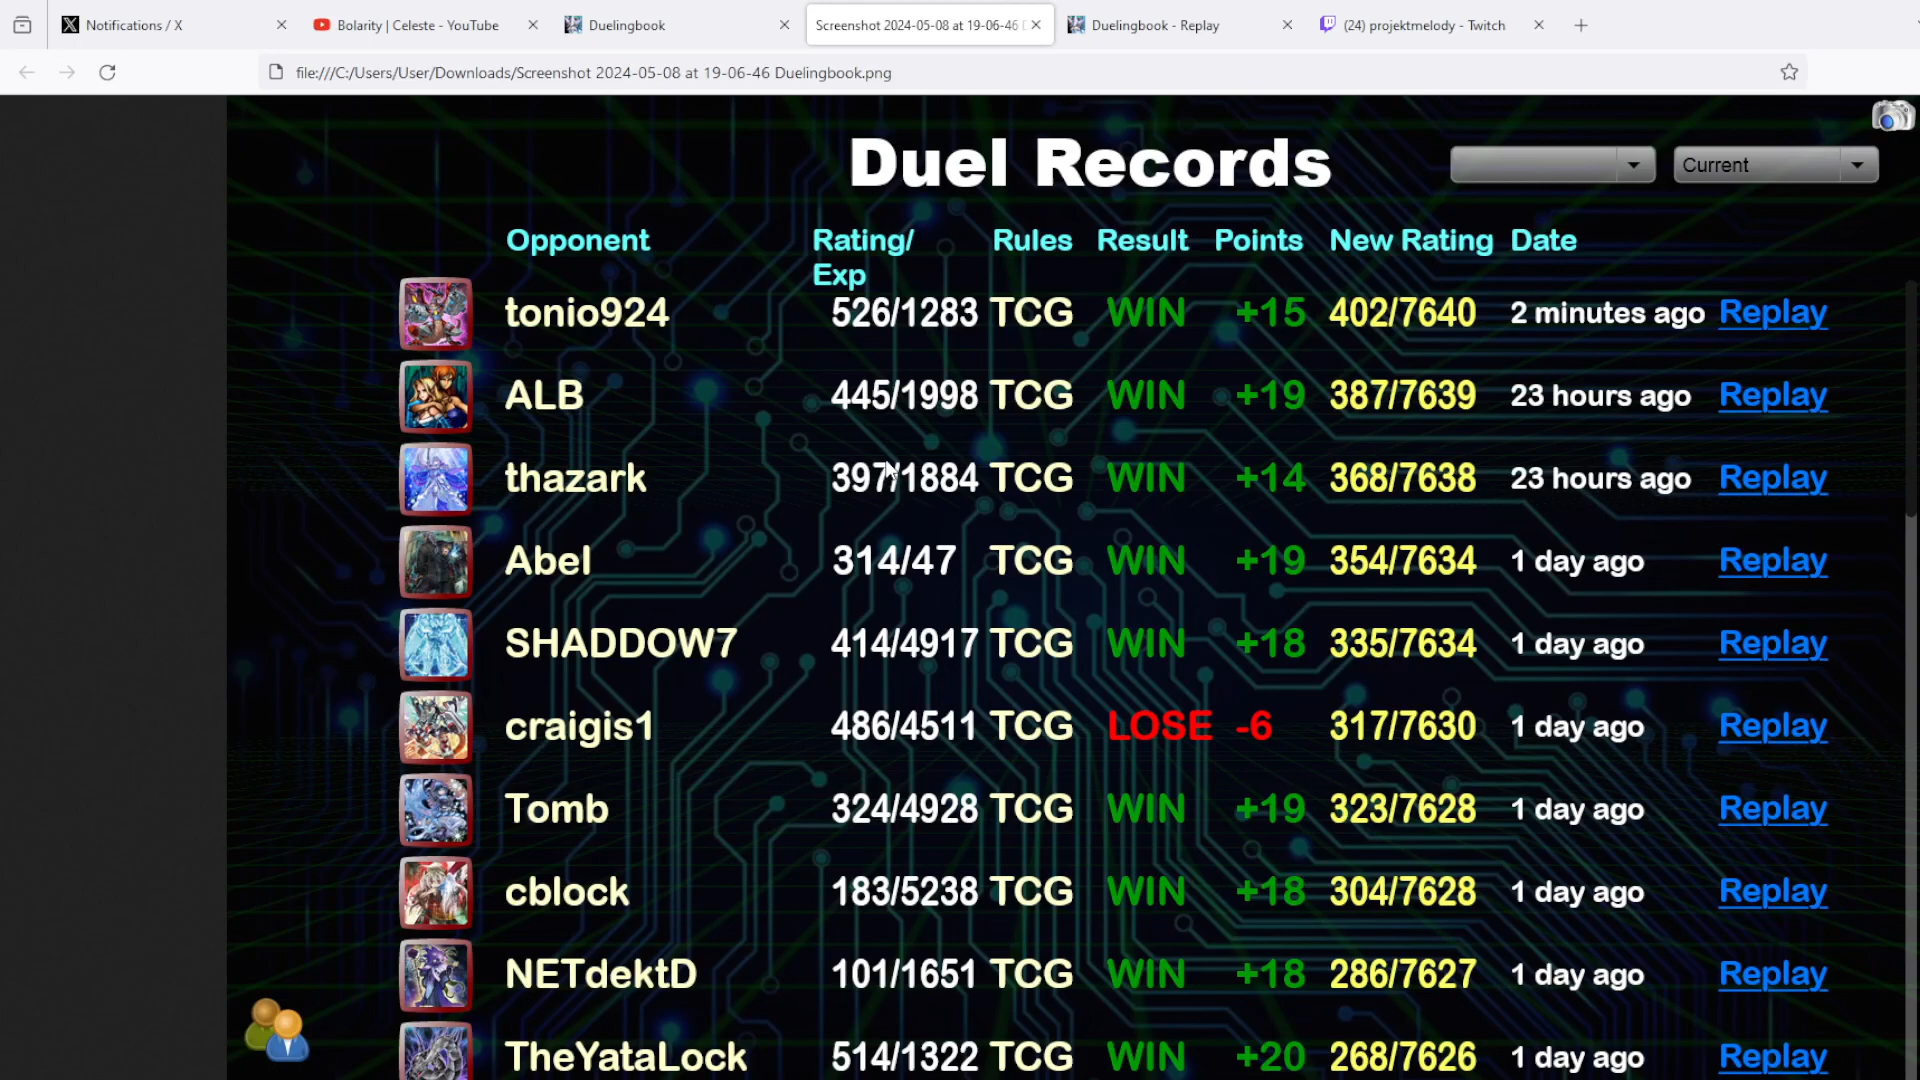 Notifications / X
Bolarity | Celeste - YouTube
Duelingbook
Screenshot 2024-05-08 at 19-06-46
Duelingbook - Replay
(24) projektmelody - Twitch
file:///C:/Users/User/Downloads/Screenshot 2024-05-08 at 19-06-46 Duelingbook.png
Duel Records
Current
Opponent Rating/ Exp Rules Result Points New Rating Date
tonio924 526/1283 TCG WIN +15 402/7640 2 minutes ago Replay
ALB 445/1998 TCG WIN +19 387/7639 23 hours ago Replay
thazark 397/1884 TCG WIN +14 368/7638 23 hours ago Replay
Abel 314/47 TCG WIN +19 354/7634 1 day ago Replay
SHADDOW7 414/4917 TCG WIN +18 335/7634 1 day ago Replay
craigis1 486/4511 TCG LOSE -6 317/7630 1 day ago Replay
Tomb 324/4928 TCG WIN +19 323/7628 1 day ago Replay
cblock 183/5238 TCG WIN +18 304/7628 1 day ago Replay
NETdektD 101/1651 TCG WIN +18 286/7627 1 day ago Replay
TheYataLock 514/1322 TCG WIN +20 268/7626 1 day ago Replay